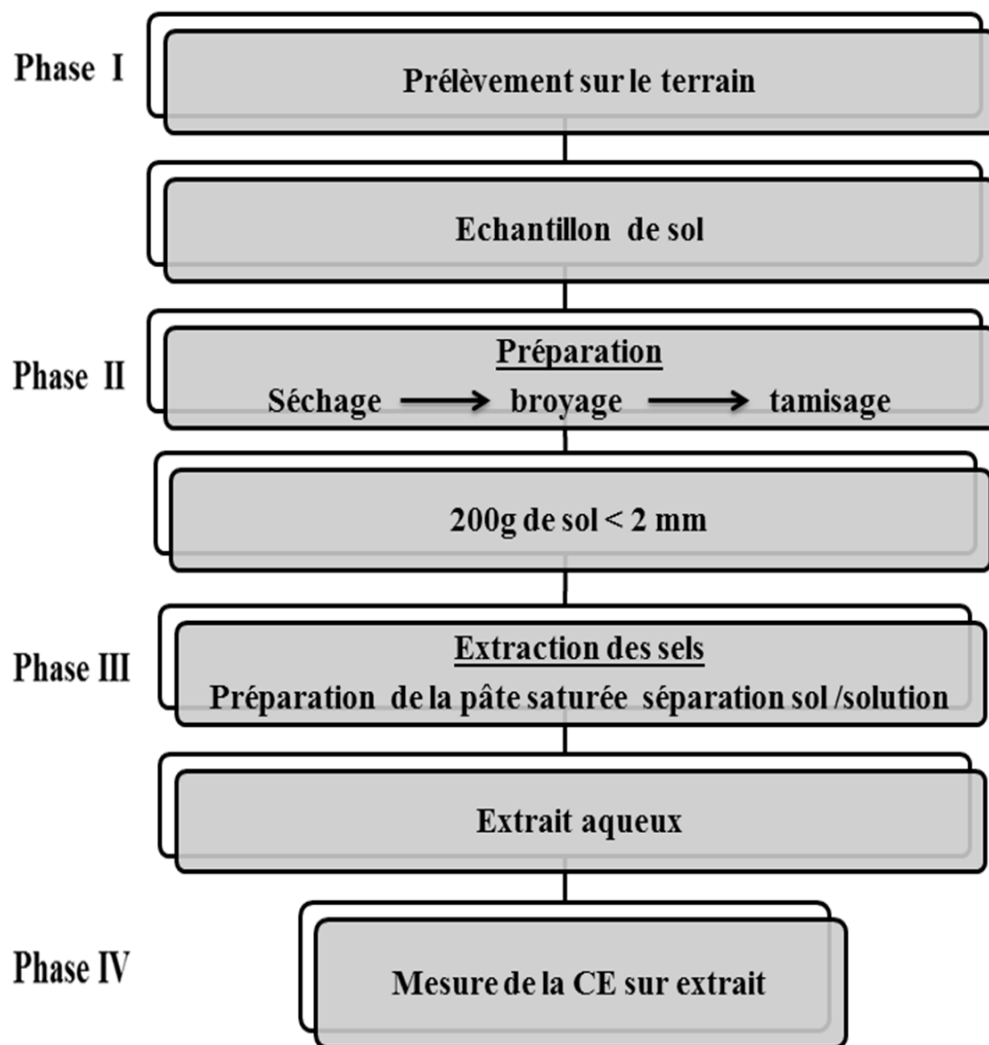 Phase I
Prélèvement sur le terrain
Echantillon de sol
Phase II
Préparation
Séchage → broyage → tamisage
200g de sol < 2 mm
Phase III
Extraction des sels
Préparation de la pâte saturée séparation sol /solution
Extrait aqueux
Phase IV
Mesure de la CE sur extrait